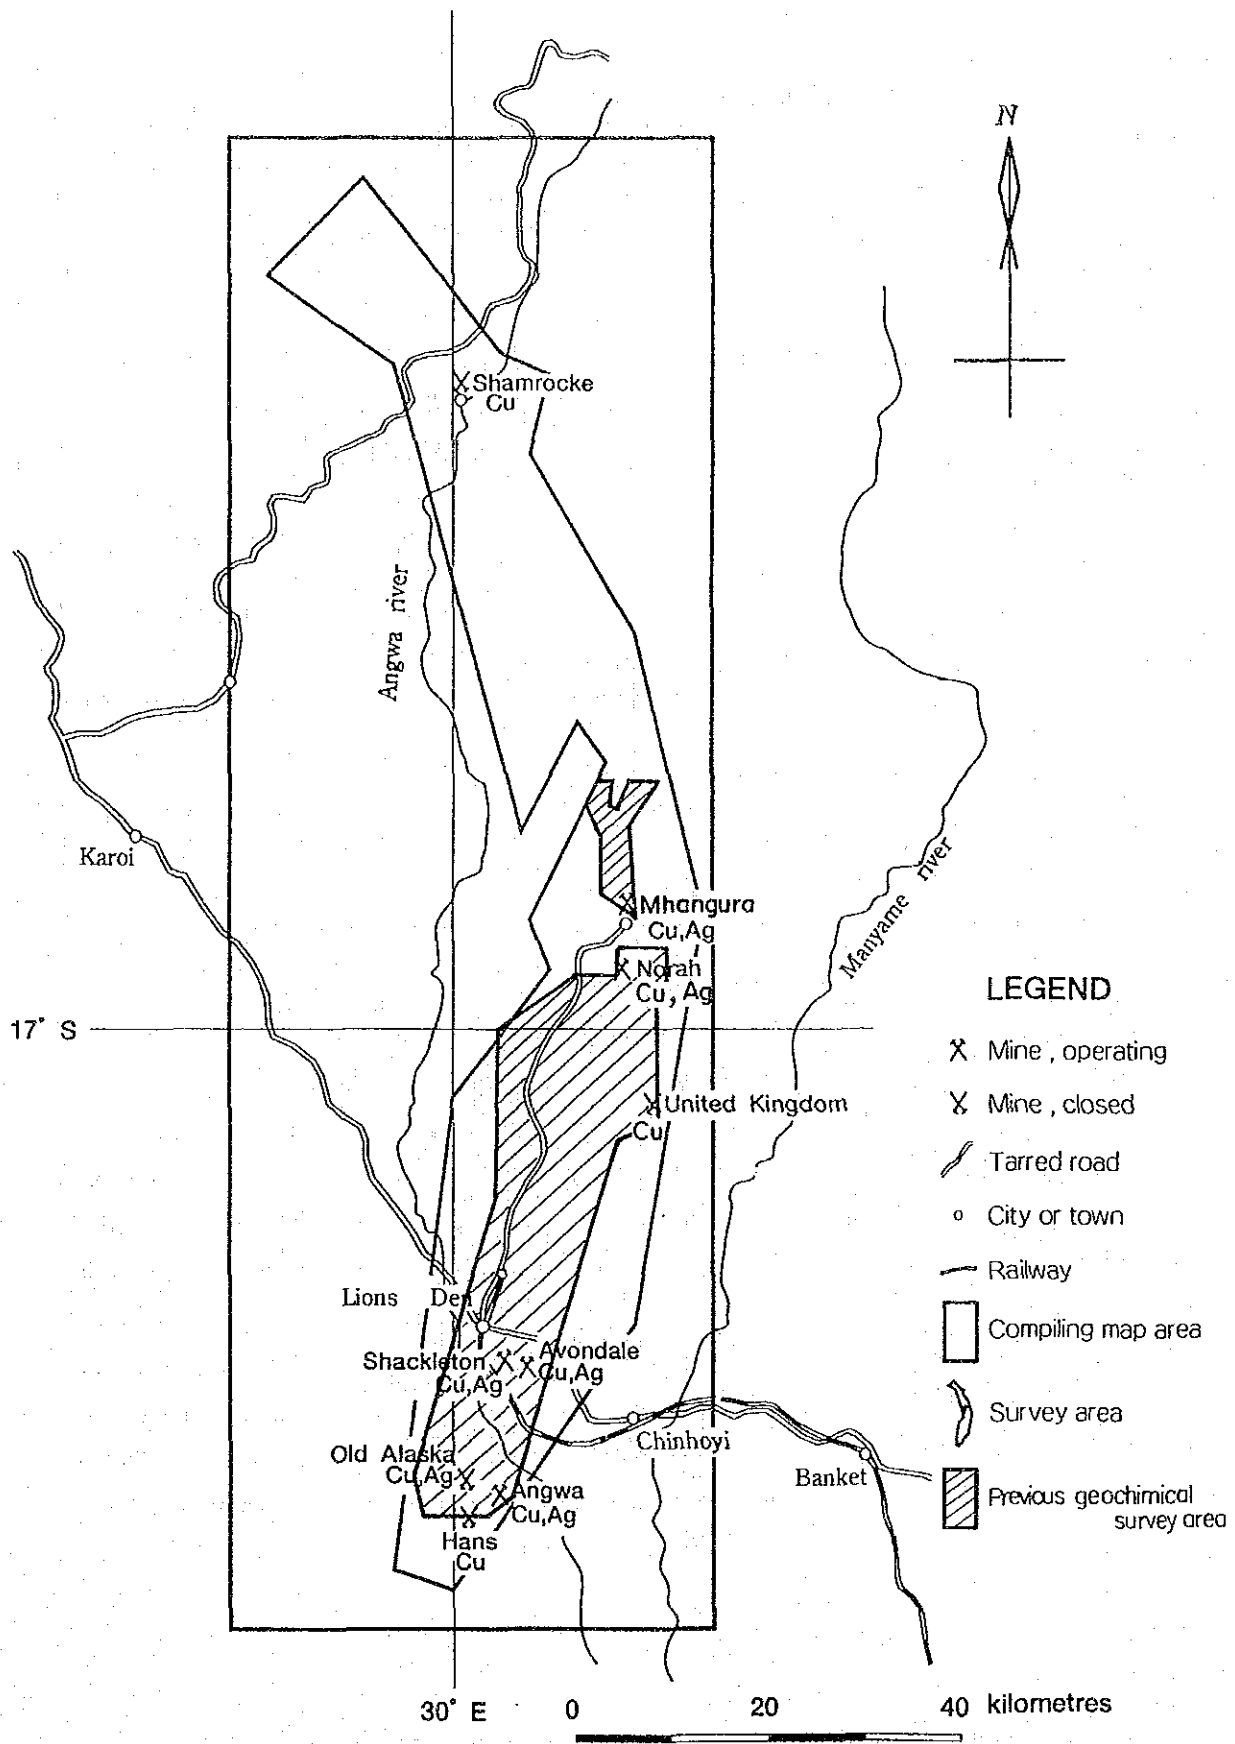 N
Shamrocke
Cu
Angwa river
Karoi
Manyame river
Mhangura
Cu,Ag
Norah
Cu, Ag
17° S
United Kingdom
Cu
Lions Den
Shackleton
Cu,Ag
Avondale
Cu,Ag
Chinhoyi
Banket
Old Alaska
Cu,Ag
Angwa
Cu,Ag
Hans
Cu
LEGEND
Mine, operating
Mine, closed
Tarred road
City or town
Railway
Compiling map area
Survey area
Previous geochimical
survey area
30° E
0 20 40 kilometres